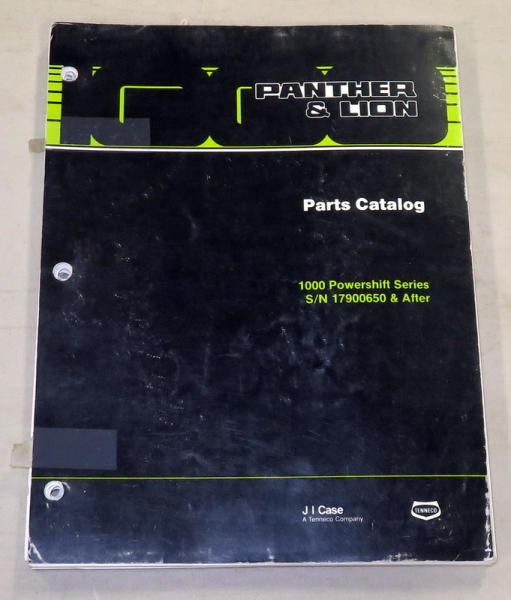 PANTHER
& LION
Parts Catalog
1000 Powershift Series
S/N 17900650 & After
J I Case
A Tenneco Company
TENNECO